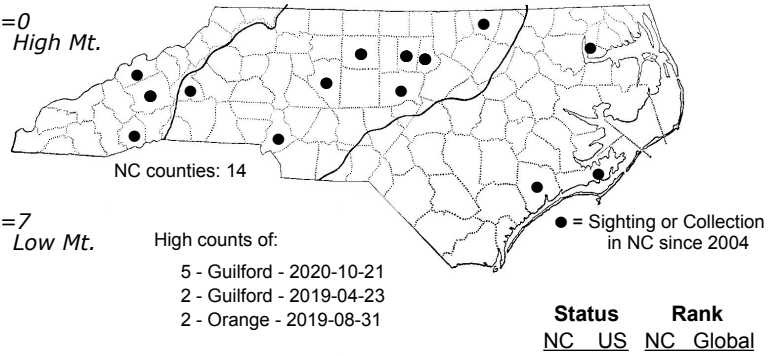 =0
High Mt.
NC counties: 14
=7
Low Mt.
High counts of:
5 - Guilford - 2020-10-21
2 - Guilford - 2019-04-23
2 - Orange - 2019-08-31
● = Sighting or Collection
in NC since 2004
Status Rank
NC US NC Global